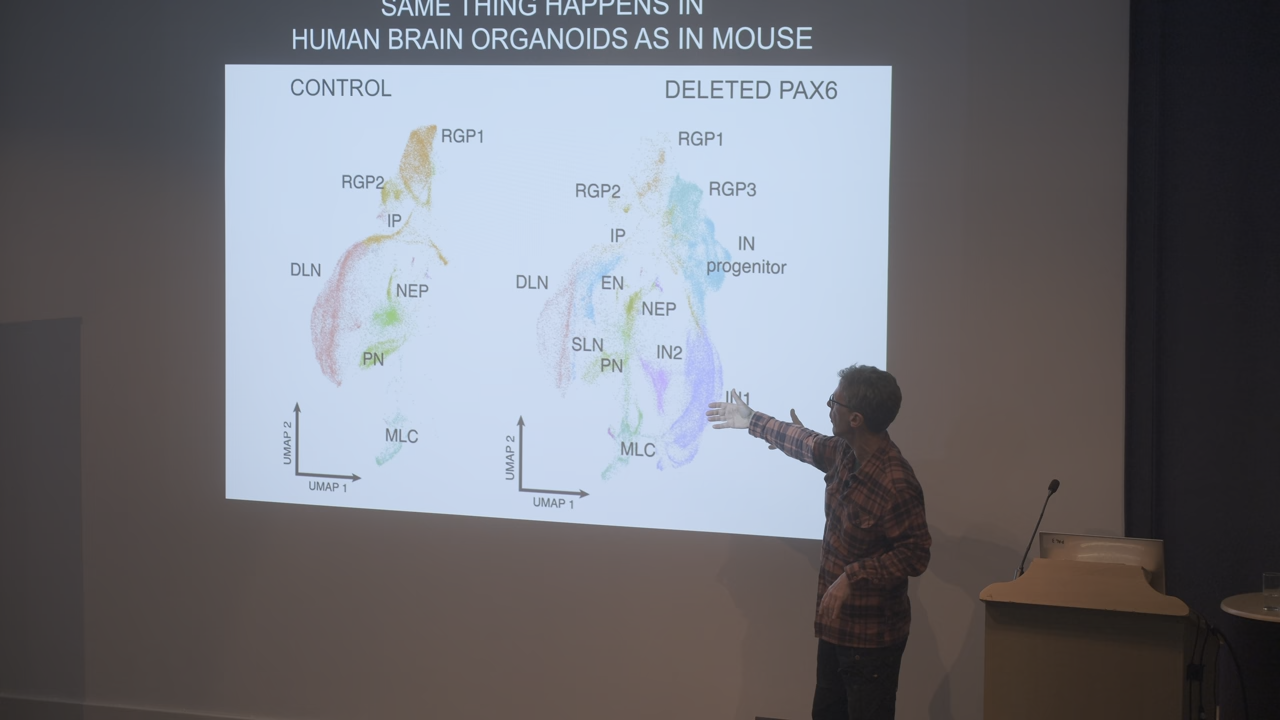 SAME THING HAPPENS IN
HUMAN BRAIN ORGANOIDS AS IN MOUSE
CONTROL
RGP1
RGP2
IP
DLN
NEP
PN
MLC
UMAP 2
UMAP 1
DELETED PAX6
RGP1
RGP2
RGP3
IP
IN
progenitor
DLN
EN
NEP
SLN
IN2
PN
MLC
UMAP 2
UMAP 1